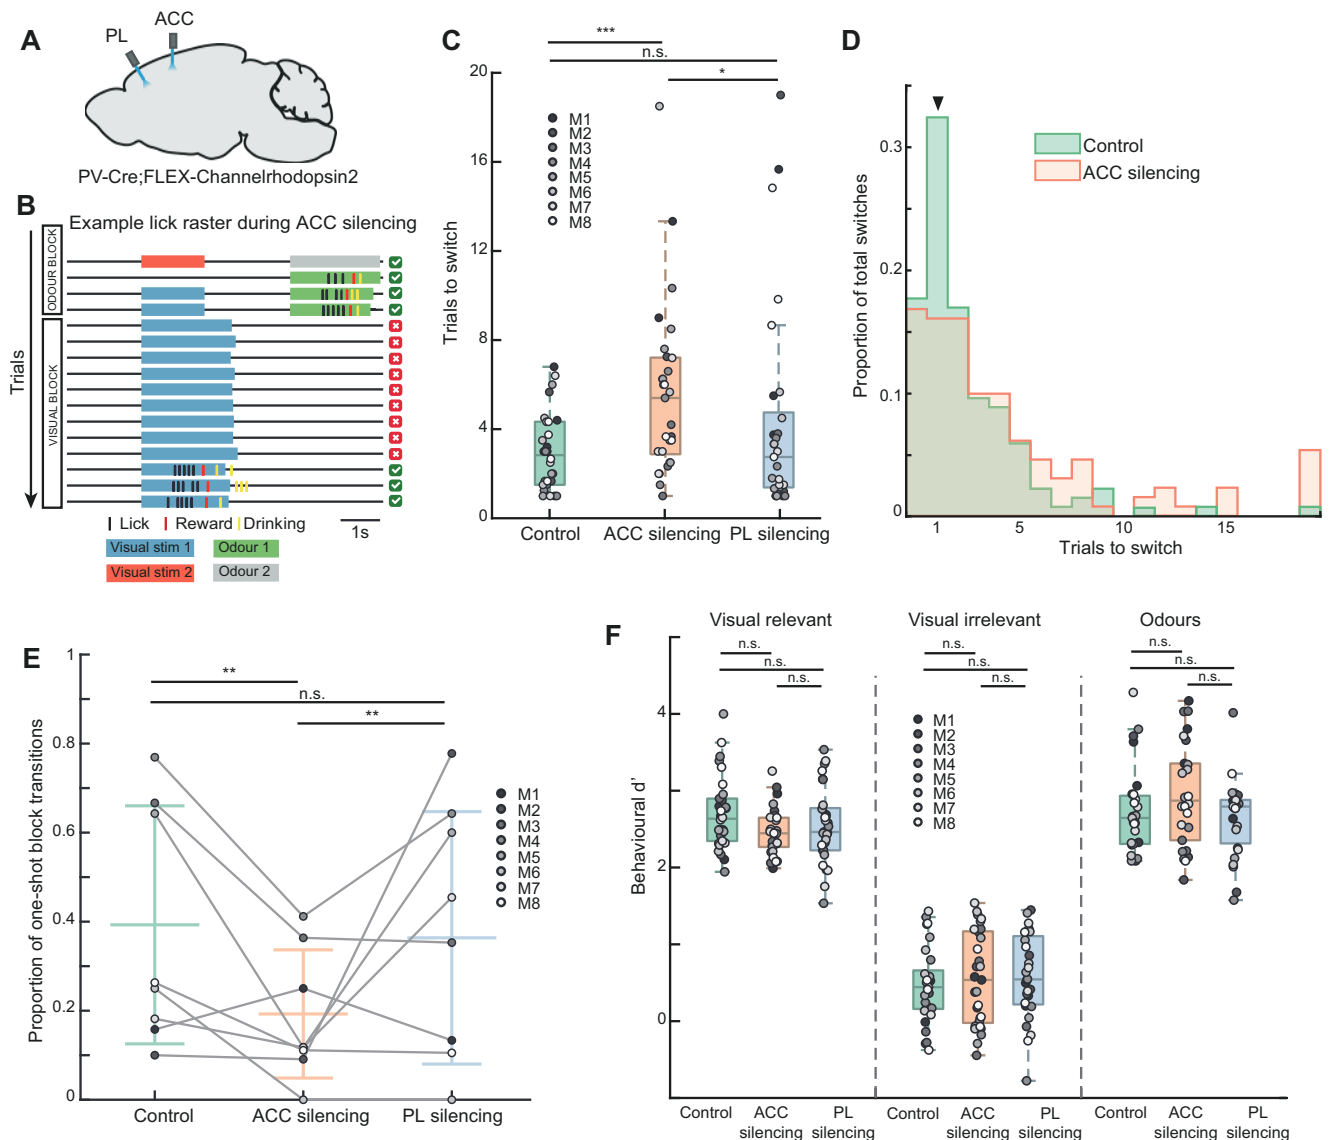 A
PL
ACC
PV-Cre;FLEX-Channelrhodopsin2
B
Example lick raster during ACC silencing
Trials
ODOUR BLOCK
VISUAL BLOCK
Lick
Reward
Drinking
1s
Visual stim 1
Odour 1
Visual stim 2
Odour 2
C
***
n.s.
*
Trials to switch
20
16
12
8
4
0
M1
M2
M3
M4
M5
M6
M7
M8
Control
ACC silencing
PL silencing
D
Proportion of total switches
0.3
0.2
0.1
0
Control
ACC silencing
1
5
10
15
Trials to switch
E
Proportion of one-shot block transitions
1
0.8
0.6
0.4
0.2
0
**
n.s.
**
M1
M2
M3
M4
M5
M6
M7
M8
Control
ACC silencing
PL silencing
F
Visual relevant
Visual irrelevant
Odours
n.s.
n.s.
n.s.
n.s.
n.s.
n.s.
n.s.
n.s.
n.s.
Behavioural d'
4
2
0
M1
M2
M3
M4
M5
M6
M7
M8
Control
ACC
silencing
PL
silencing
Control
ACC
silencing
PL
silencing
Control
ACC
silencing
PL
silencing